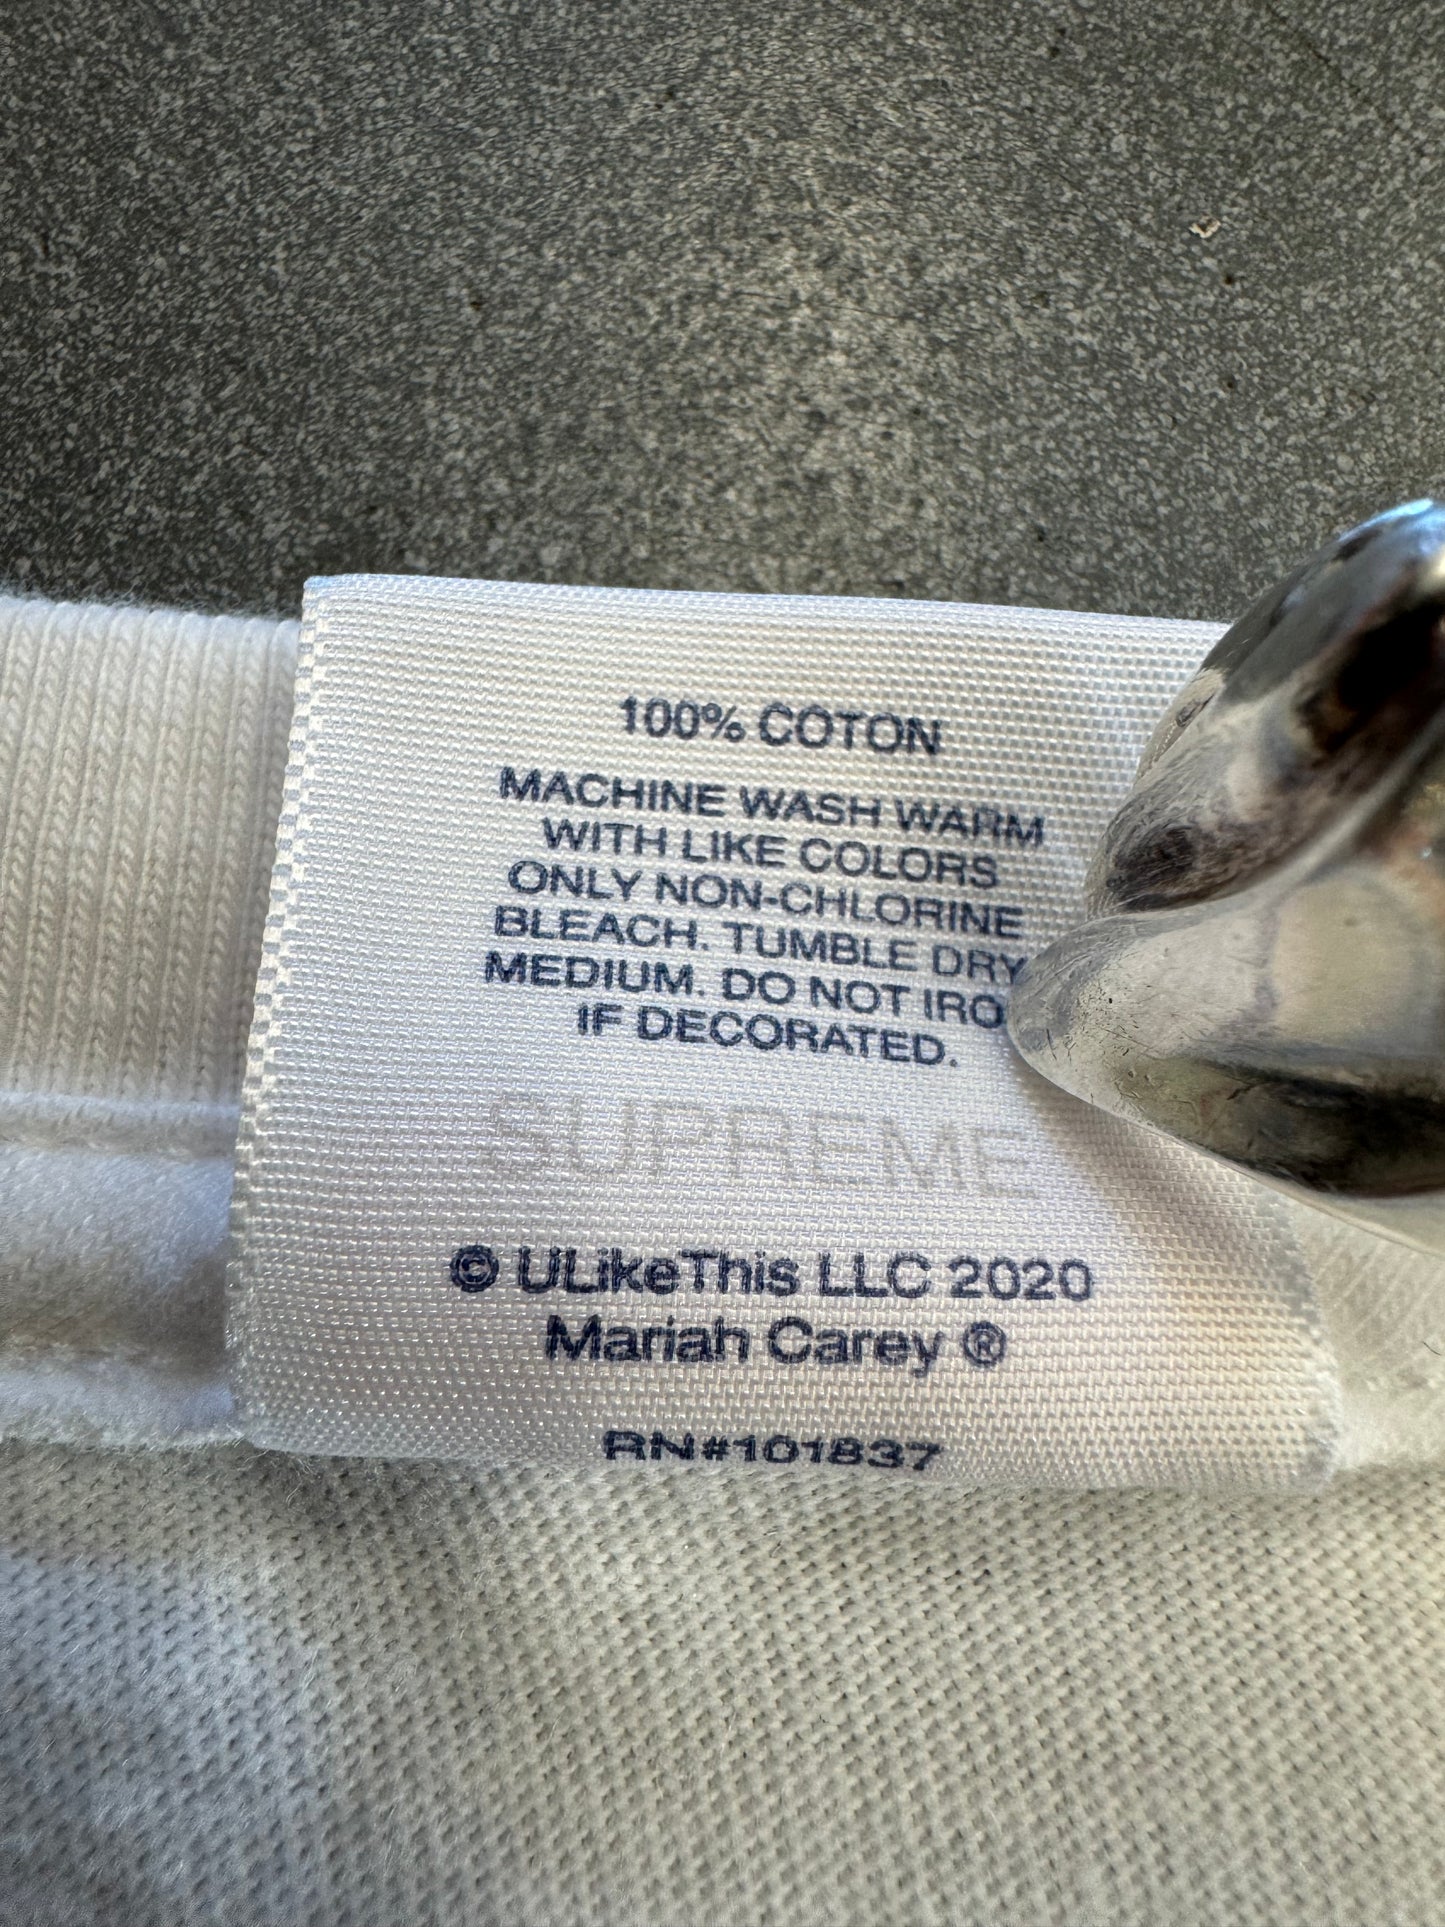 100% COTON
MACHINE WASH WARM
WITH LIKE COLORS
ONLY NON-CHLORINE
BLEACH. TUMBLE DRY
MEDIUM. DO NOT IRO
IF DECORATED.
SUPREME
© ULikeThis LLC 2020
Mariah Carey ®
RN#101837